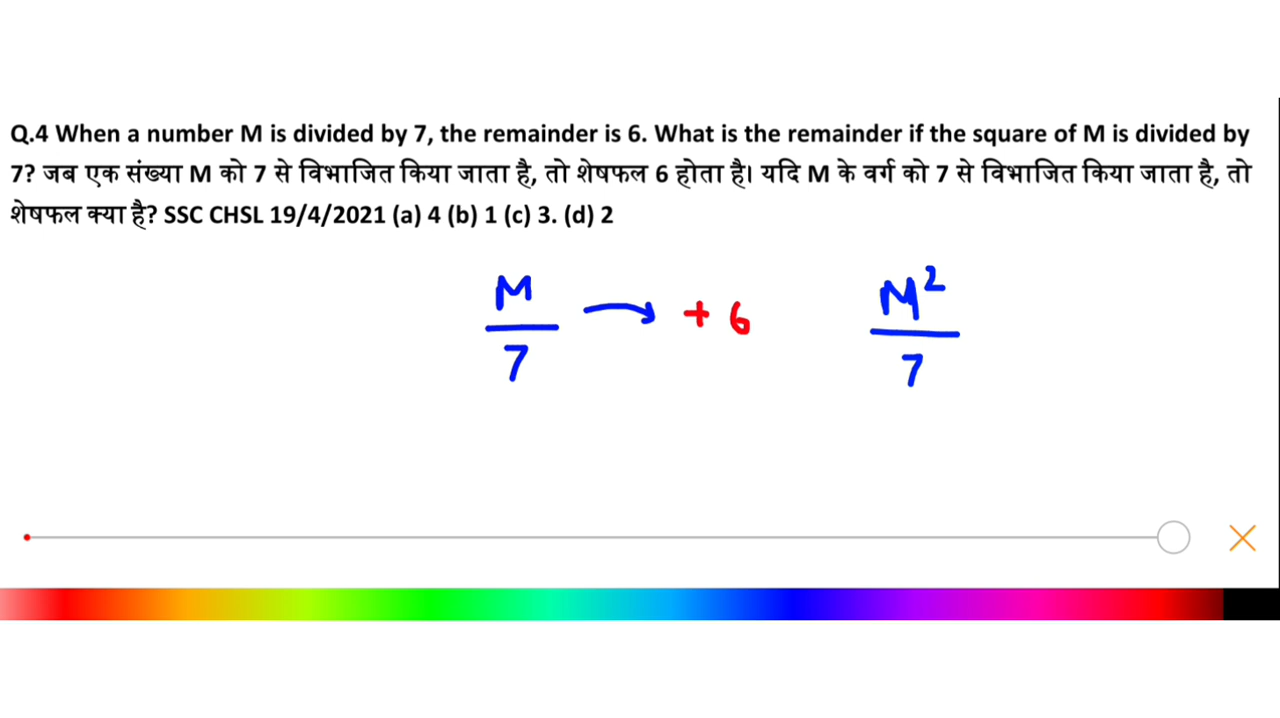 Q.4 When a number M is divided by 7, the remainder is 6. What is the remainder if the square of M is divided by
7? जब एक संख्या M को 7 से विभाजित किया जाता है, तो शेषफल 6 होता है। यदि M के वर्ग को 7 से विभाजित किया जाता है, तो
शेषफल क्या है? SSC CHSL 19/4/2021 (a) 4 (b) 1 (c) 3. (d) 2
M/7 → + 6 M²/7